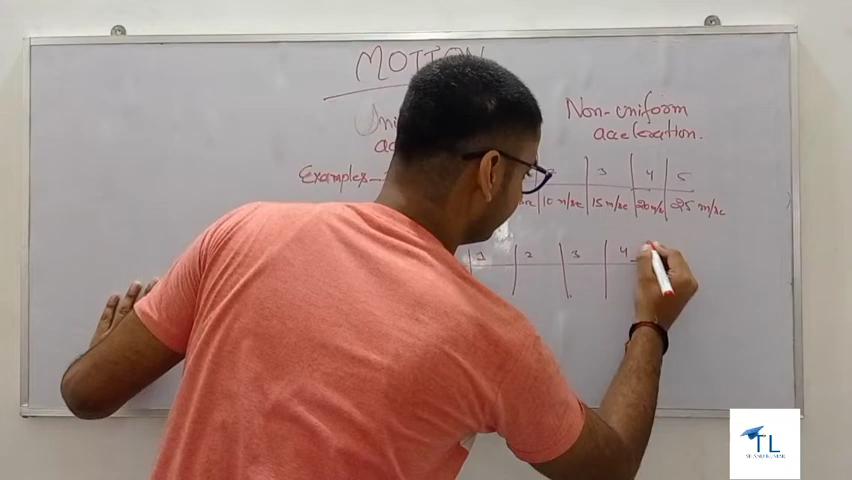 MOTION
Non-uniform
acceleration.
Examples
3 4 5
10 m/sec 15 m/sec 20 m/s 25 m/sec
1 2 3 4
TL